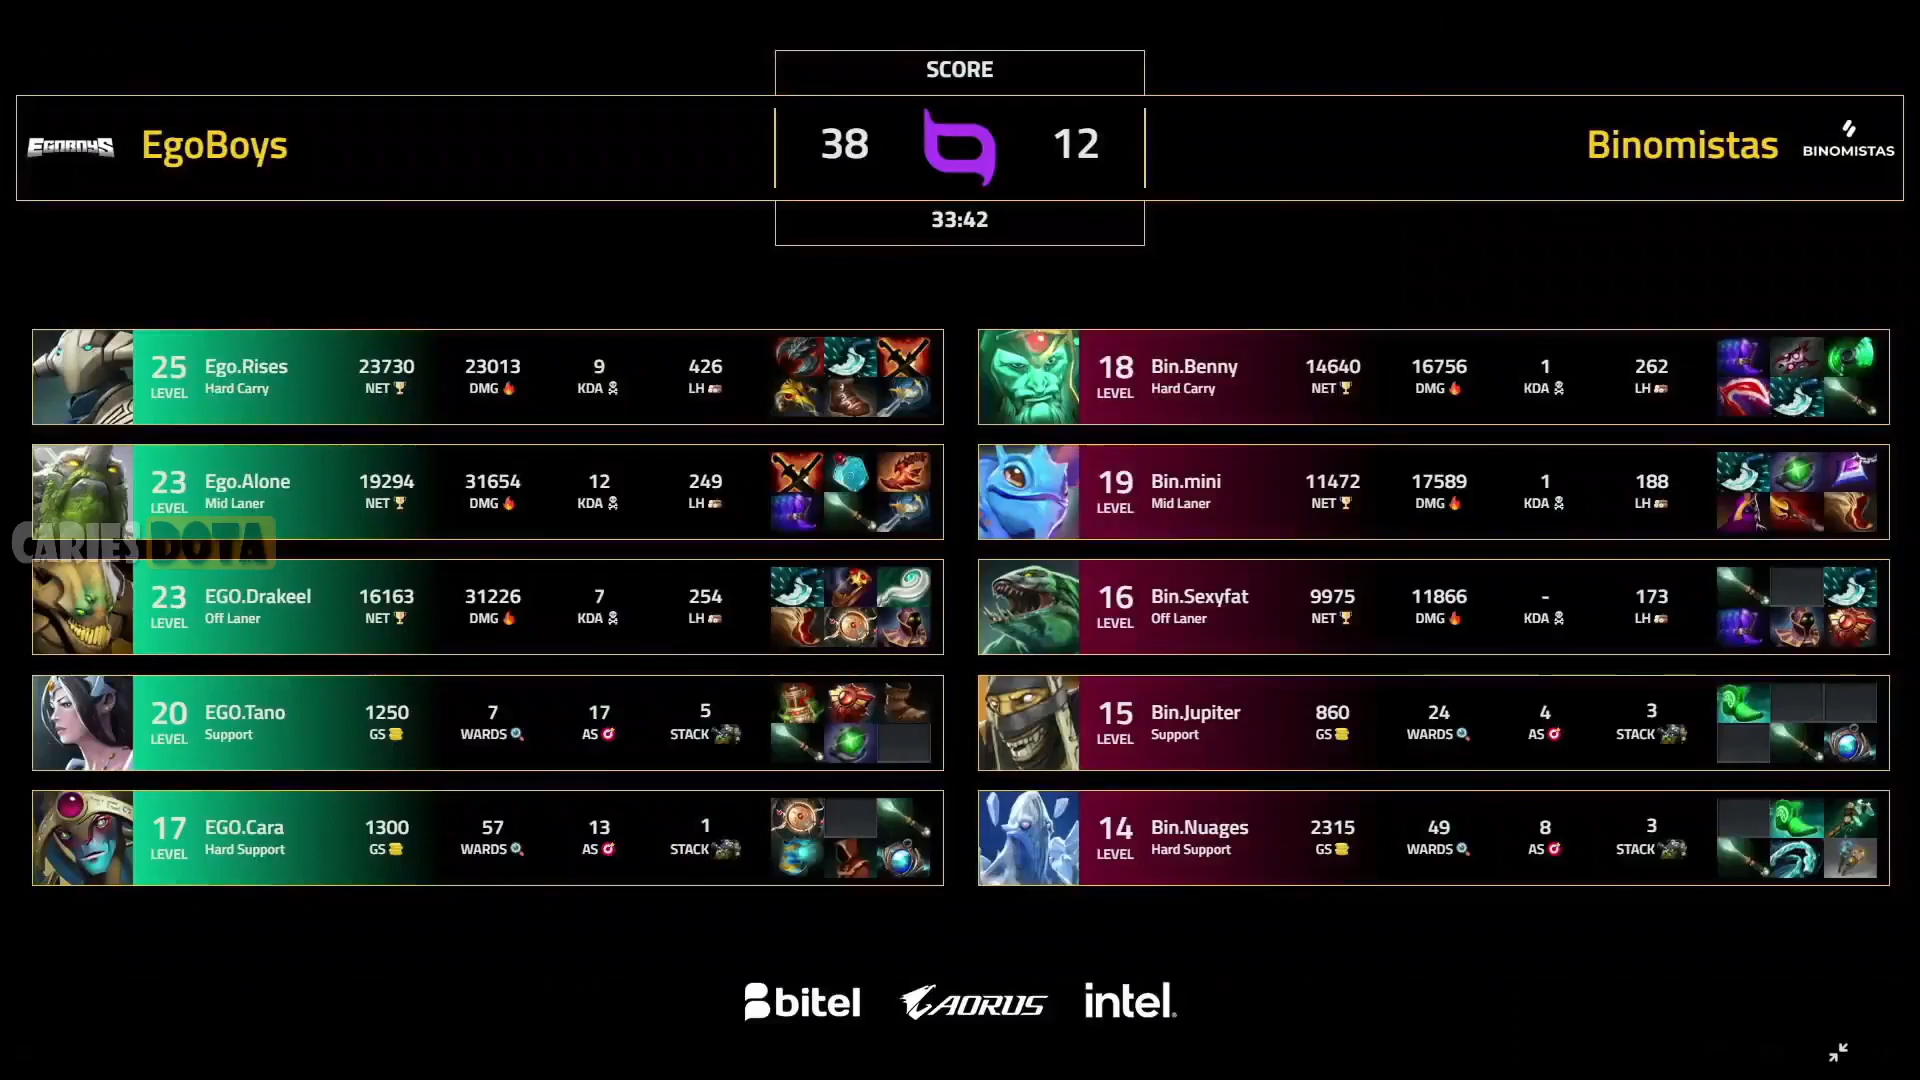 SCORE
EGOBOYS EgoBoys 38 12 Binomistas BINOMISTAS
33:42
25 Ego.Rises 23730 23013 9 426
LEVEL Hard Carry NET DMG KDA LH
23 Ego.Alone 19294 31654 12 249
LEVEL Mid Laner NET DMG KDA LH
CARIES DOTA
23 EGO.Drakeel 16163 31226 7 254
LEVEL Off Laner NET DMG KDA LH
20 EGO.Tano 1250 7 17 5
LEVEL Support GS WARDS AS STACK
17 EGO.Cara 1300 57 13 1
LEVEL Hard Support GS WARDS AS STACK
18 Bin.Benny 14640 16756 1 262
LEVEL Hard Carry NET DMG KDA LH
19 Bin.mini 11472 17589 1 188
LEVEL Mid Laner NET DMG KDA LH
16 Bin.Sexyfat 9975 11866 - 173
LEVEL Off Laner NET DMG KDA LH
15 Bin.Jupiter 860 24 4 3
LEVEL Support GS WARDS AS STACK
14 Bin.Nuages 2315 49 8 3
LEVEL Hard Support GS WARDS AS STACK
bitel AORUS intel.